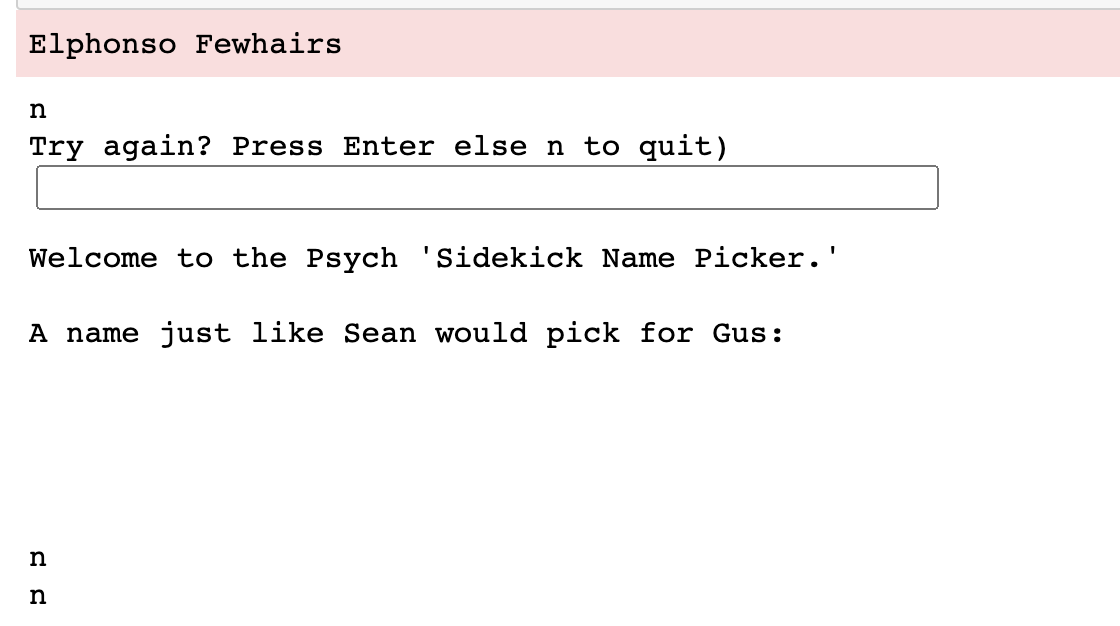 Elphonso Fewhairs
n
Try again? Press Enter else n to quit)
Welcome to the Psych 'Sidekick Name Picker.'
A name just like Sean would pick for Gus:
n
n